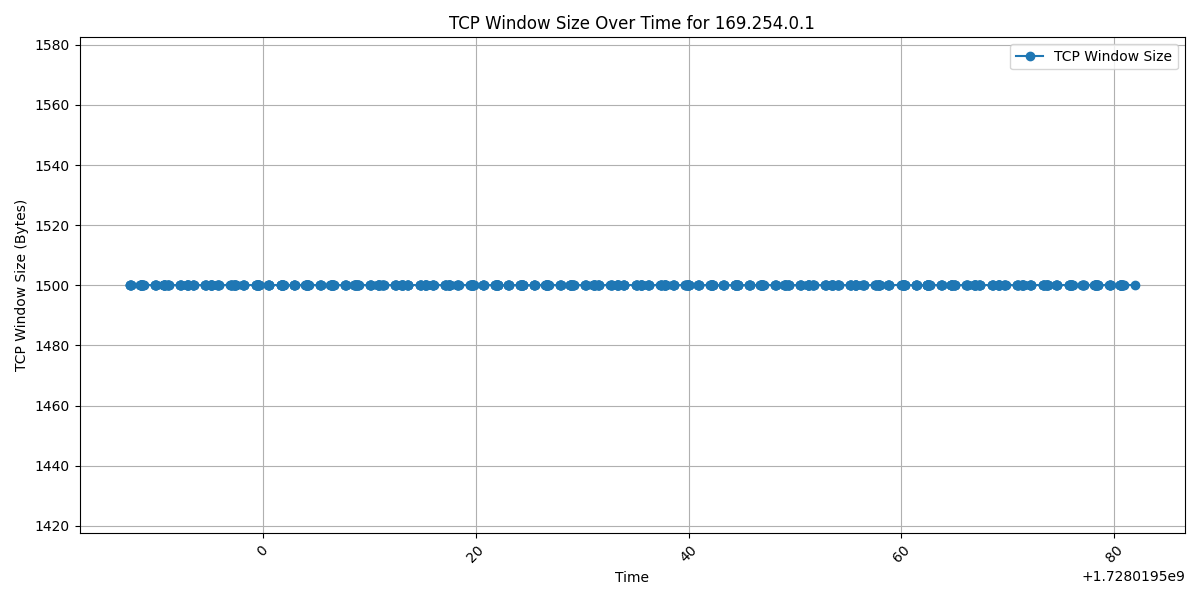 TCP Window Size Over Time for 169.254.0.1
TCP Window Size
1580
1560
1540
1520
1500
1480
1460
1440
1420
TCP Window Size (Bytes)
0
20
40
60
80
Time
+1.7280195e9